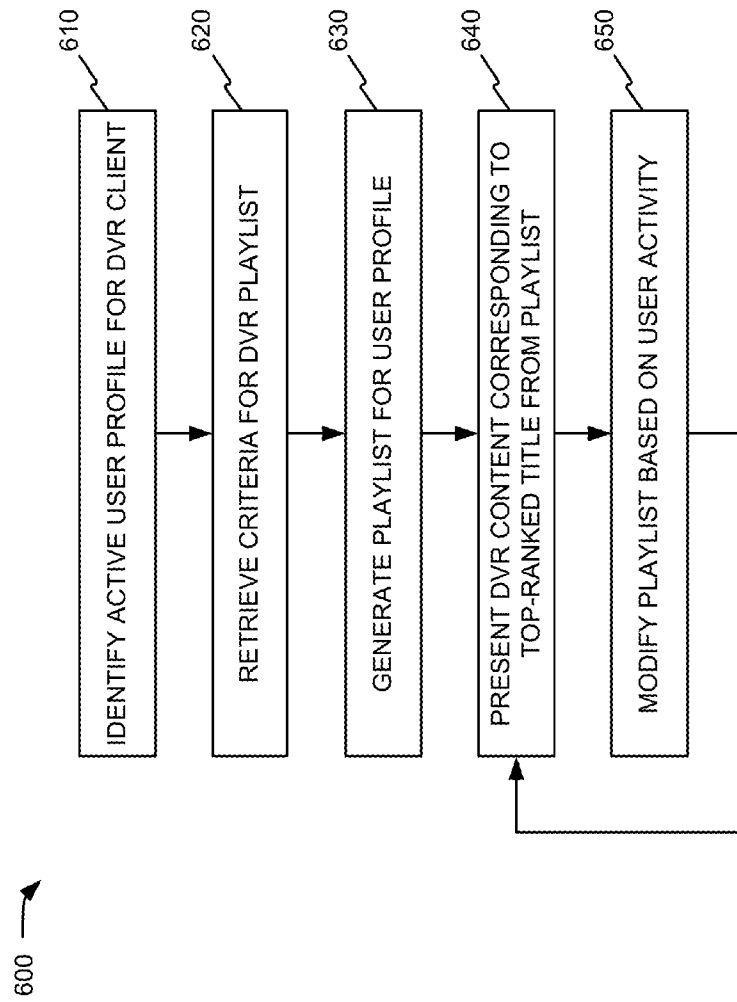 600
610
IDENTIFY ACTIVE USER PROFILE FOR DVR CLIENT
620
RETRIEVE CRITERIA FOR DVR PLAYLIST
630
GENERATE PLAYLIST FOR USER PROFILE
640
PRESENT DVR CONTENT CORRESPONDING TO
TOP-RANKED TITLE FROM PLAYLIST
650
MODIFY PLAYLIST BASED ON USER ACTIVITY